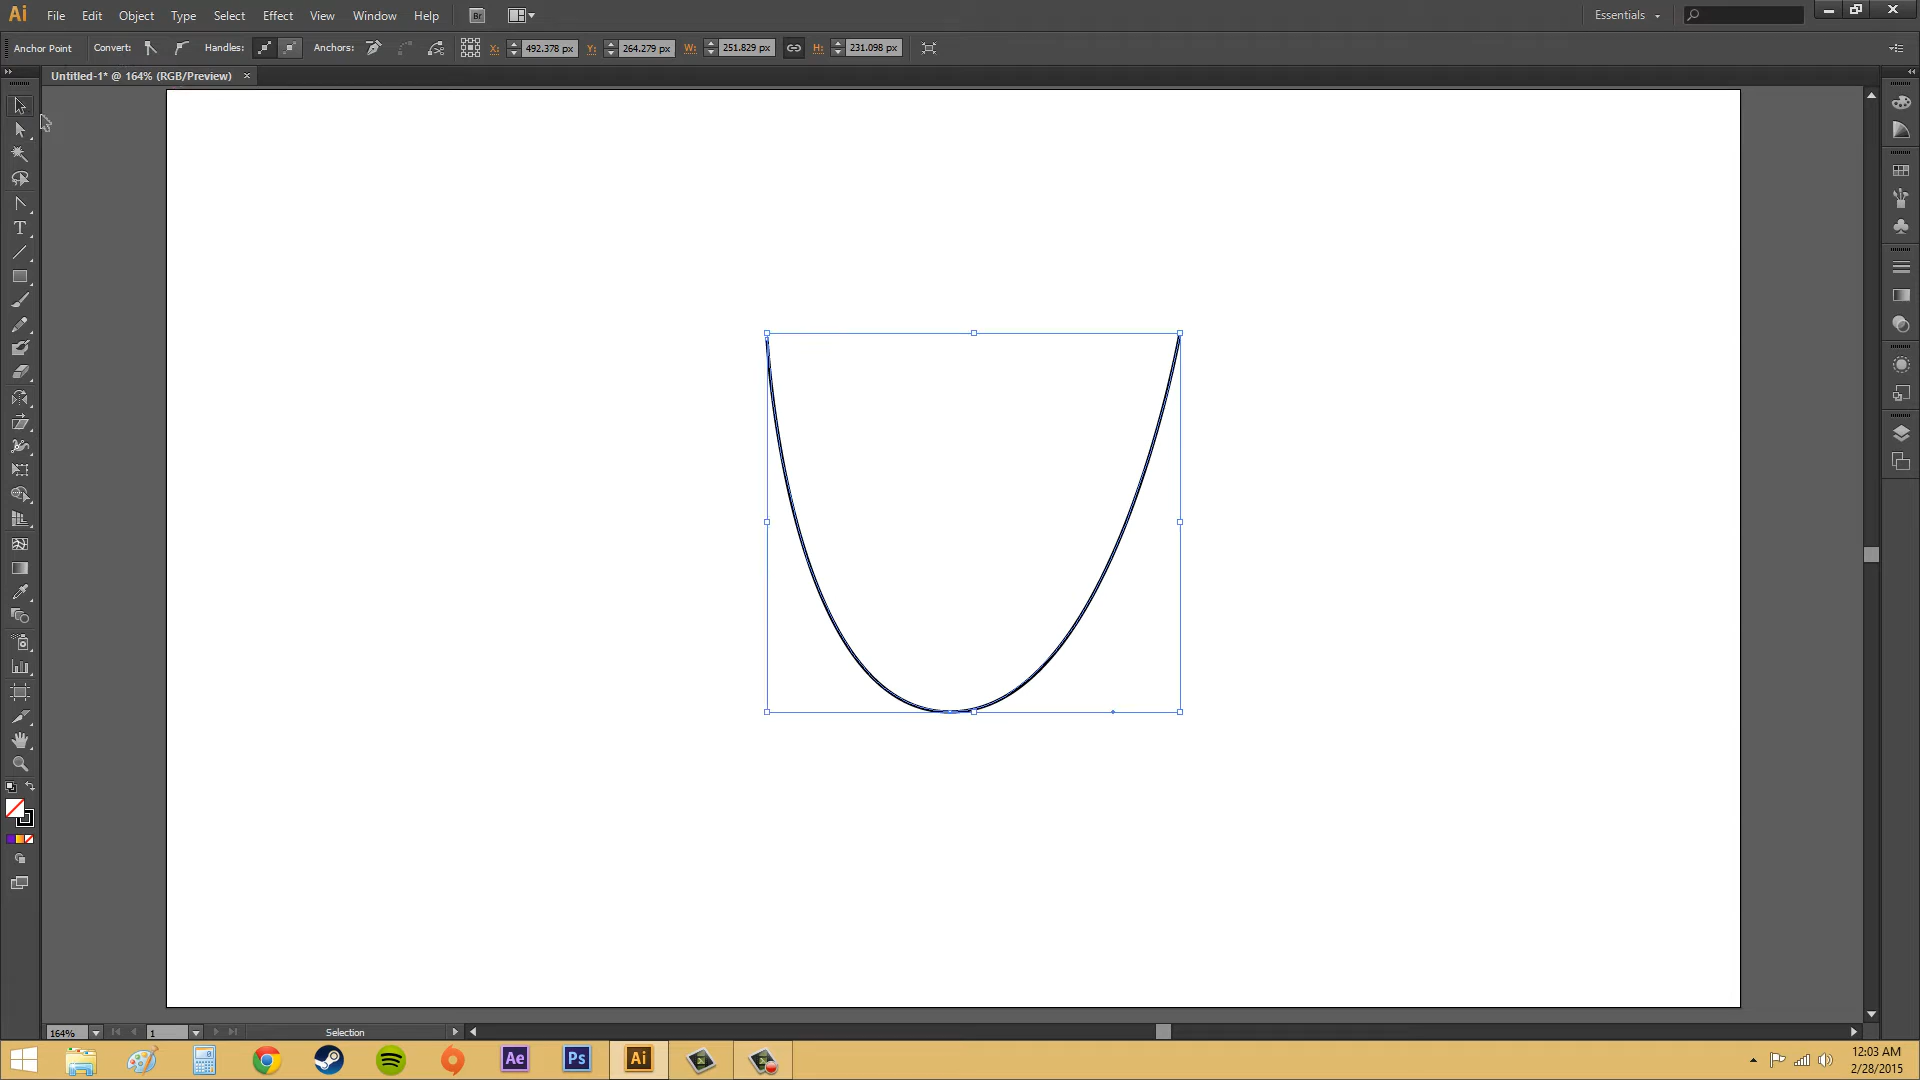 Ai File Edit Object Type Select Effect View Window Help Br Essentials
Anchor Point Convert: Handles: Anchors: X: 492.378 px Y: 264.279 px W: 251.829 px H: 231.098 px
Untitled-1* @ 164% (RGB/Preview) ×
T
164% 1 Selection
Ae Ps Ai
12:03 AM
2/28/2015